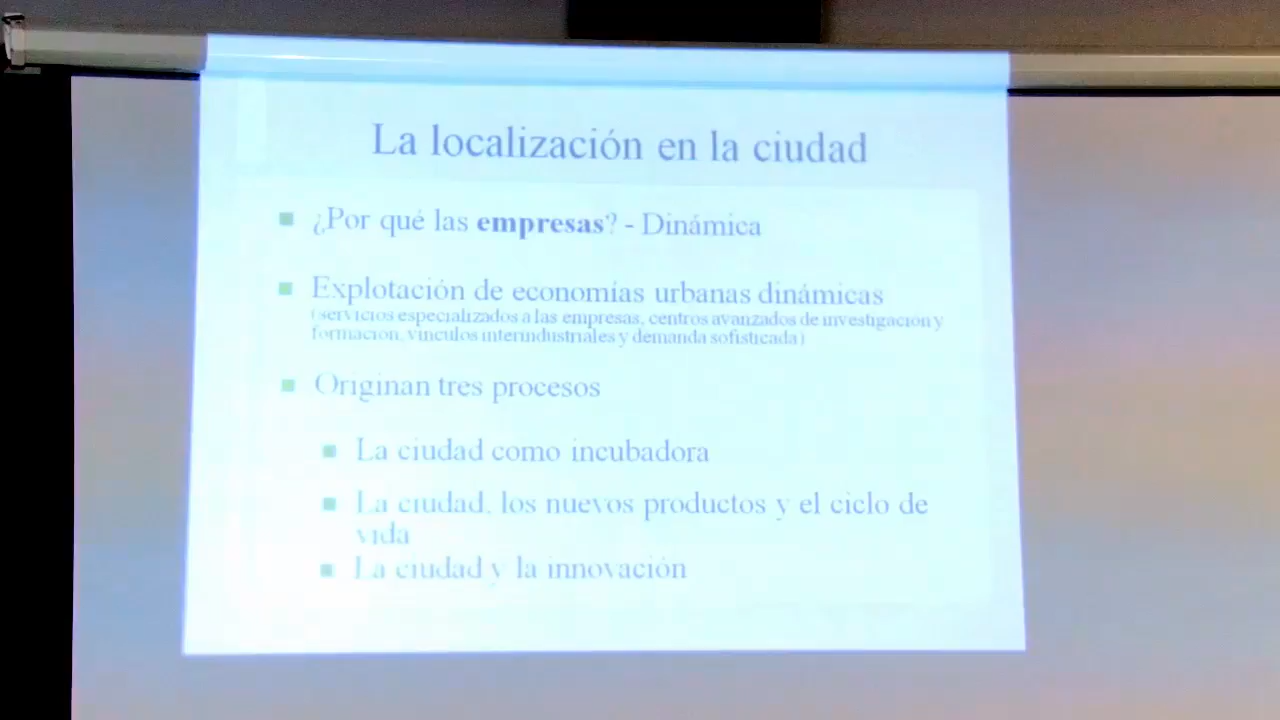 La localización en la ciudad
¿Por qué las empresas? - Dinámica
Explotación de economías urbanas dinámicas
(servicios especializados a las empresas, centros avanzados de investigación y
formación, vínculos interindustriales y demanda sofisticada)
Originan tres procesos
La ciudad como incubadora
La ciudad, los nuevos productos y el ciclo de
vida
La ciudad y la innovación